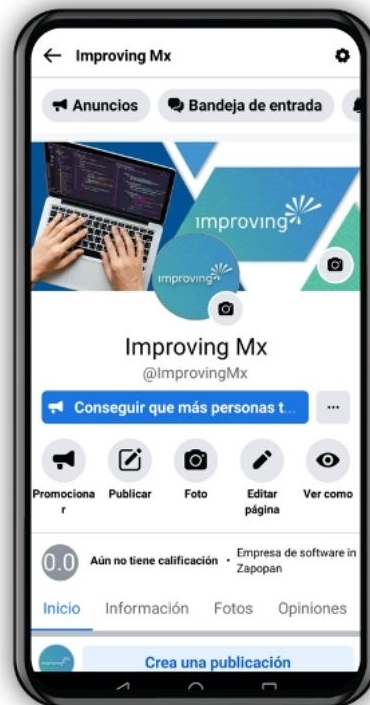 Improving Mx
Anuncios
Bandeja de entrada
improving
improving
Improving Mx
@ImprovingMx
Conseguir que más personas t...
Promociona
r
Publicar
Foto
Editar
página
Ver como
0.0
Aún no tiene calificación · Empresa de software in
Zapopan
Inicio
Información
Fotos
Opiniones
improving
Crea una publicación